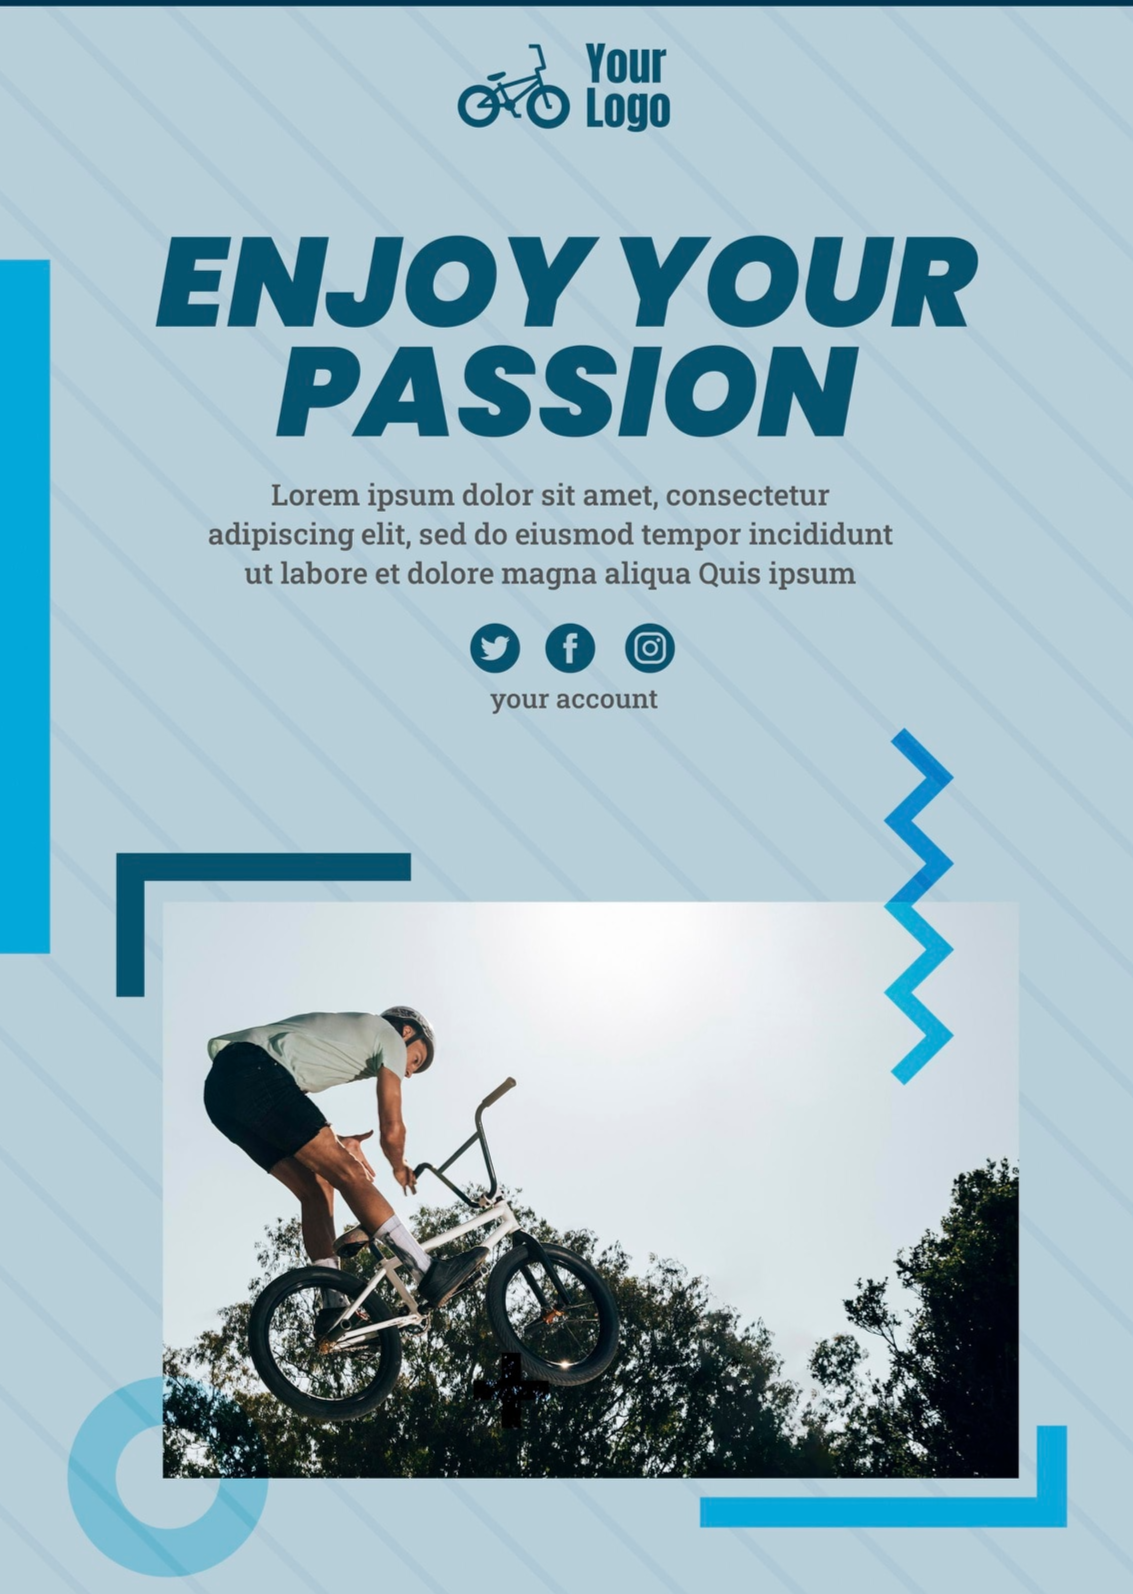 Your
Logo
ENJOY YOUR
PASSION
Lorem ipsum dolor sit amet, consectetur
adipiscing elit, sed do eiusmod tempor incididunt
ut labore et dolore magna aliqua Quis ipsum
your account